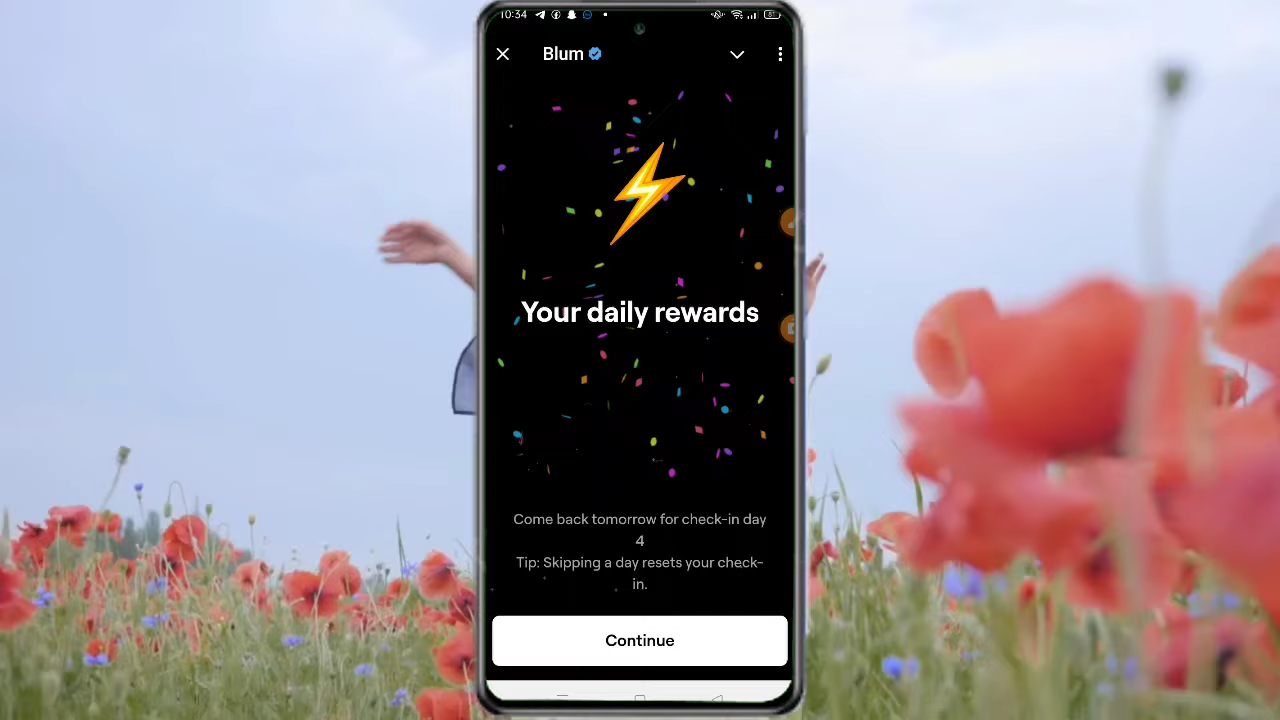 10:34
Blum
Your daily rewards
Come back tomorrow for check-in day
4
Tip: Skipping a day resets your check-
in.
Continue